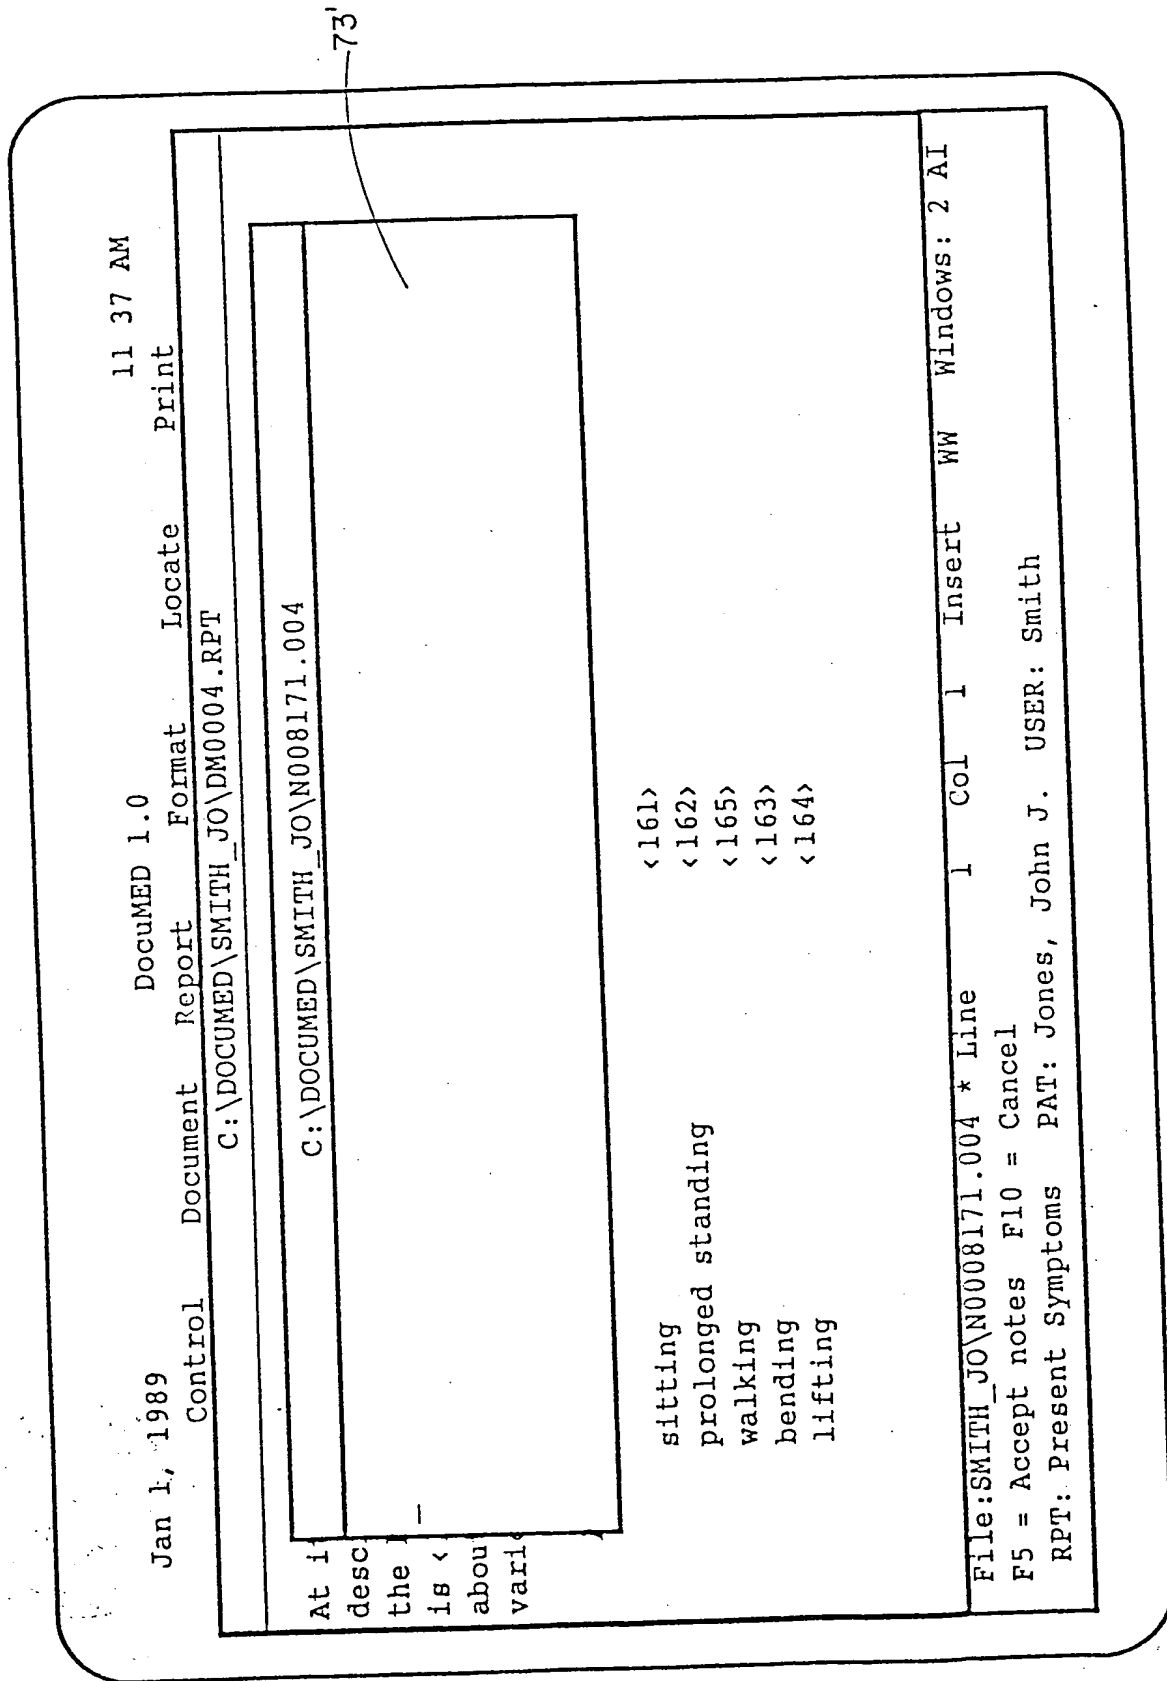 Jan 1, 1989 DocuMED 1.0 11 37 AM
Control Document Report Format Locate Print
C:\DOCUMED\SMITH_JO\DM0004.RPT
C:\DOCUMED\SMITH_JO\N008171.004
73'
At i
desc
the
is <
abou
vari
sitting <161>
prolonged standing <162>
walking <165>
bending <163>
lifting <164>
File:SMITH_JO\N0008171.004 * Line 1 Col 1 Insert WW Windows: 2 AI
F5 = Accept notes F10 = Cancel
RPT: Present Symptoms PAT: Jones, John J. USER: Smith